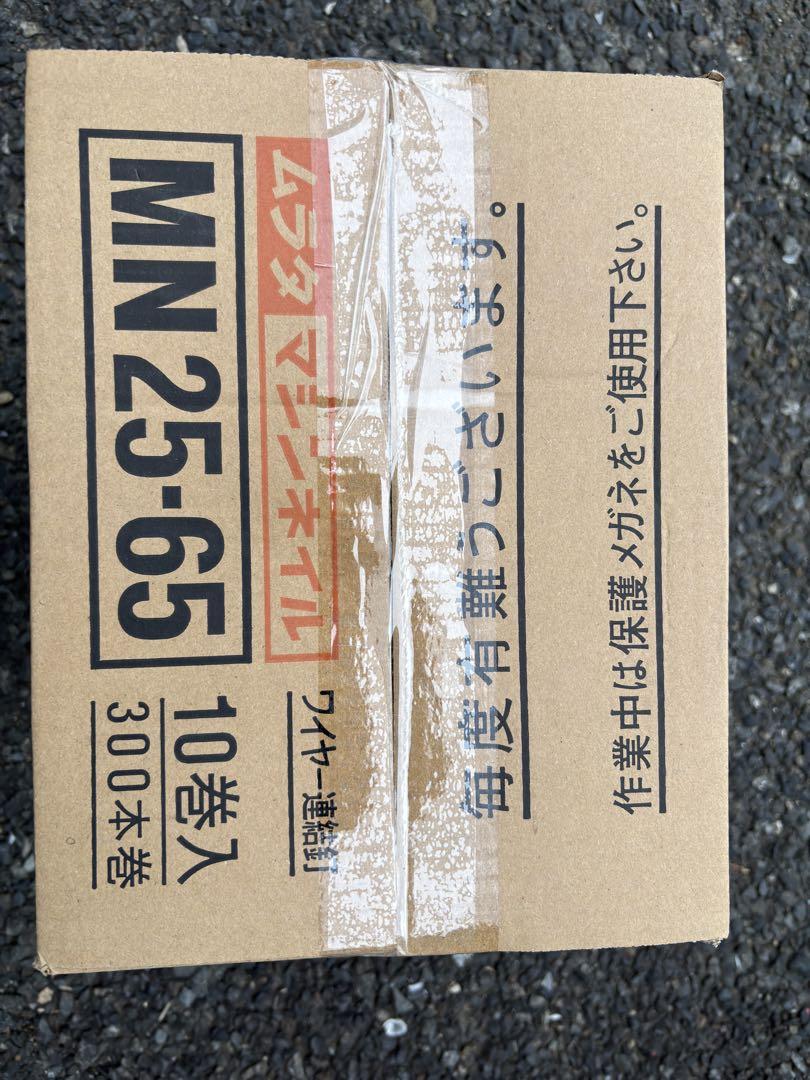 ムラタ マシンネイル
MN25·65
ワイヤー連結釘
10巻入
300本巻
毎度有難うございます。
作業中は保護メガネをご使用下さい。